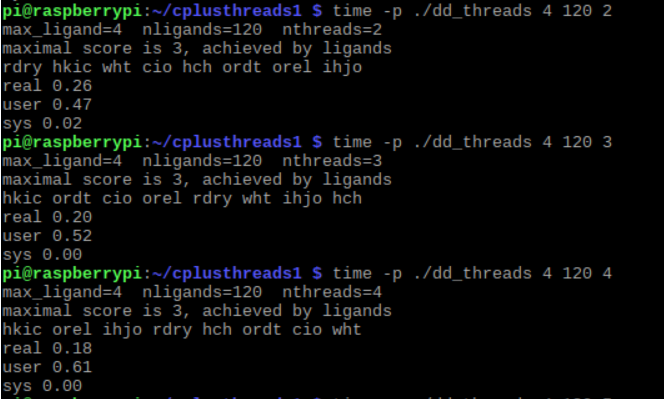 pi@raspberrypi:~/cplusthreads1 $ time -p ./dd_threads 4 120 2
max_ligand=4  nligands=120  nthreads=2
maximal score is 3, achieved by ligands
rdry hkic wht cio hch ordt orel ihjo
real 0.26
user 0.47
sys 0.02
pi@raspberrypi:~/cplusthreads1 $ time -p ./dd_threads 4 120 3
max_ligand=4  nligands=120  nthreads=3
maximal score is 3, achieved by ligands
hkic ordt cio orel rdry wht ihjo hch
real 0.20
user 0.52
sys 0.00
pi@raspberrypi:~/cplusthreads1 $ time -p ./dd_threads 4 120 4
max_ligand=4  nligands=120  nthreads=4
maximal score is 3, achieved by ligands
hkic orel ihjo rdry hch ordt cio wht
real 0.18
user 0.61
sys 0.00